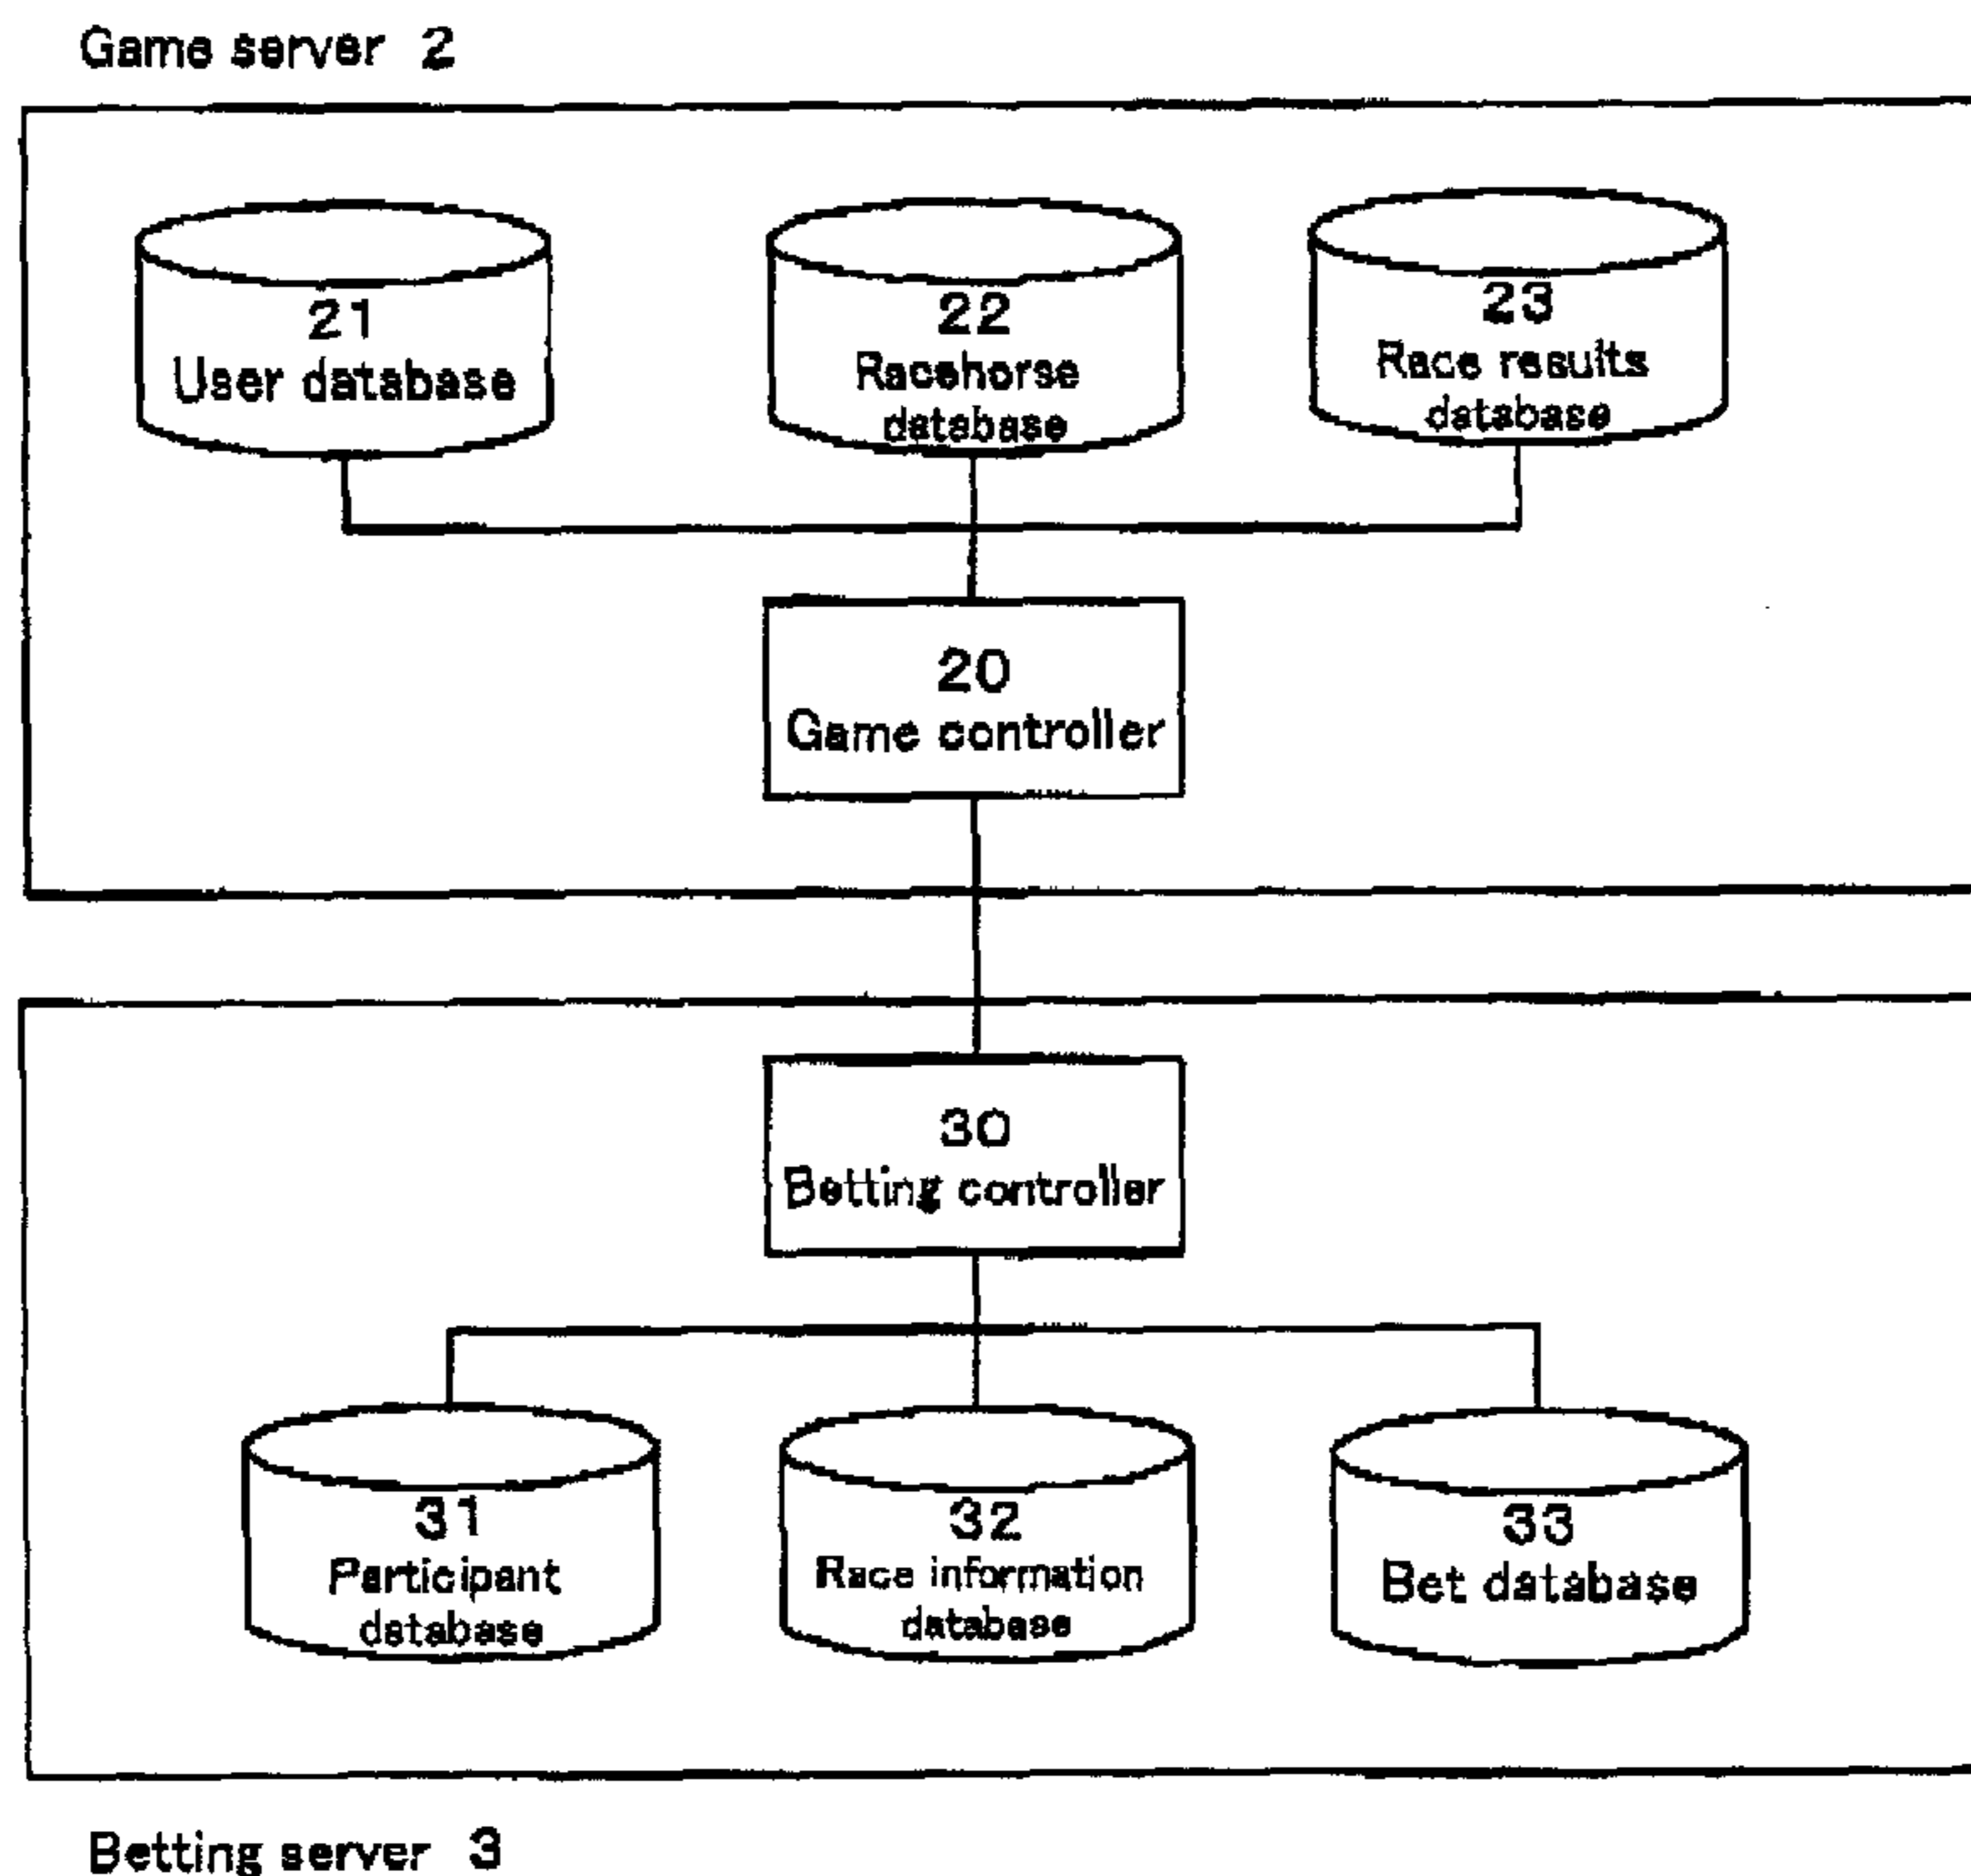 Game server 2
21
User database
22
Racehorse
database
23
Race results
database
20
Game controller
30
Betting controller
31
Participant
database
32
Race information
database
33
Bet database
Betting server 3